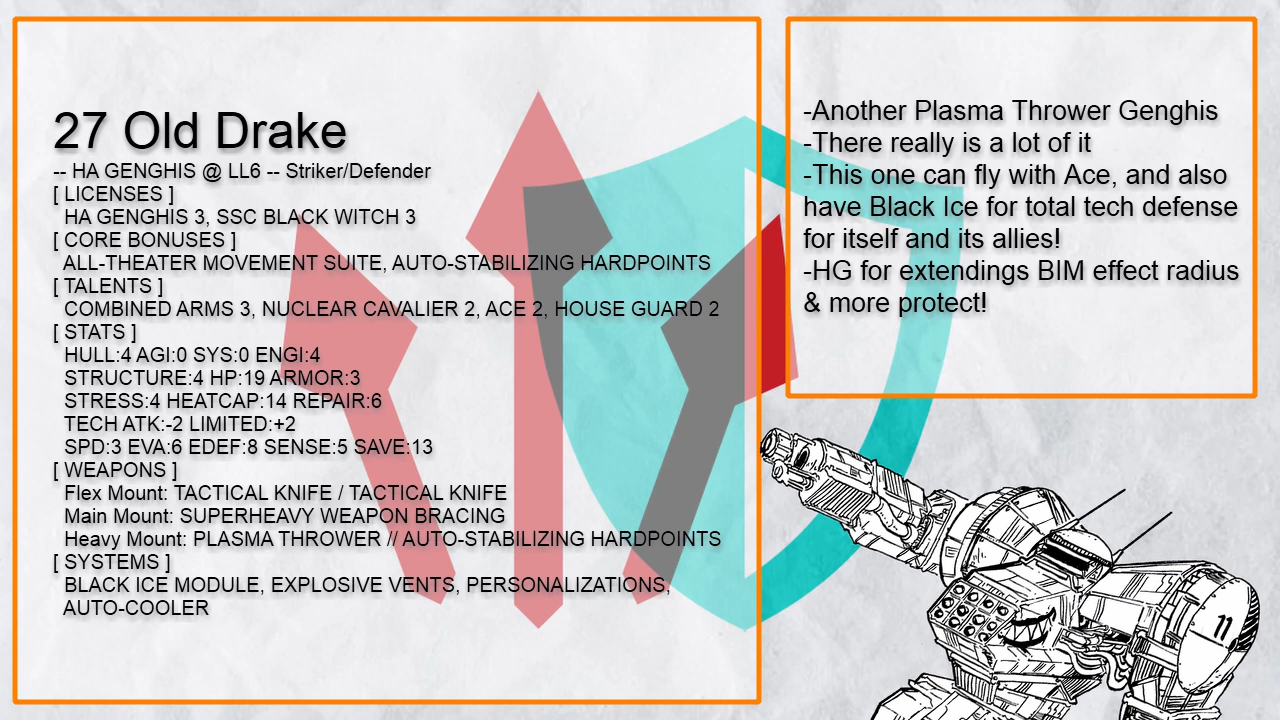 27 Old Drake
-- HA GENGHIS @ LL6 -- Striker/Defender
[ LICENSES ]
HA GENGHIS 3, SSC BLACK WITCH 3
[ CORE BONUSES ]
ALL-THEATER MOVEMENT SUITE, AUTO-STABILIZING HARDPOINTS
[ TALENTS ]
COMBINED ARMS 3, NUCLEAR CAVALIER 2, ACE 2, HOUSE GUARD 2
[ STATS ]
HULL:4 AGI:0 SYS:0 ENGI:4
STRUCTURE:4 HP:19 ARMOR:3
STRESS:4 HEATCAP:14 REPAIR:6
TECH ATK:-2 LIMITED:+2
SPD:3 EVA:6 EDEF:8 SENSE:5 SAVE:13
[ WEAPONS ]
Flex Mount: TACTICAL KNIFE / TACTICAL KNIFE
Main Mount: SUPERHEAVY WEAPON BRACING
Heavy Mount: PLASMA THROWER // AUTO-STABILIZING HARDPOINTS
[ SYSTEMS ]
BLACK ICE MODULE, EXPLOSIVE VENTS, PERSONALIZATIONS,
AUTO-COOLER
-Another Plasma Thrower Genghis
-There really is a lot of it
-This one can fly with Ace, and also
have Black Ice for total tech defense
for itself and its allies!
-HG for extendings BIM effect radius
& more protect!
11